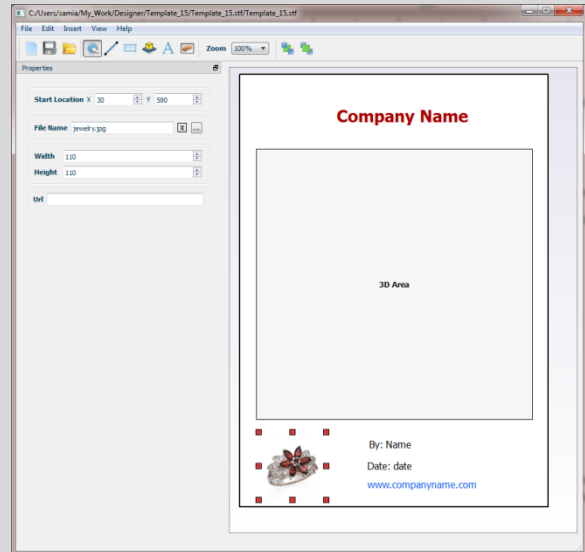 C:/Users/samia/My_Work/Designer/Template_15/Template_15.stf/Template_15.stf
File Edit Insert View Help
Zoom 100%
Properties
Start Location X 30 Y 580
File Name jewelry.jpg X ...
Width 110
Height 110
Url
Company Name
3D Area
By: Name
Date: date
www.companyname.com